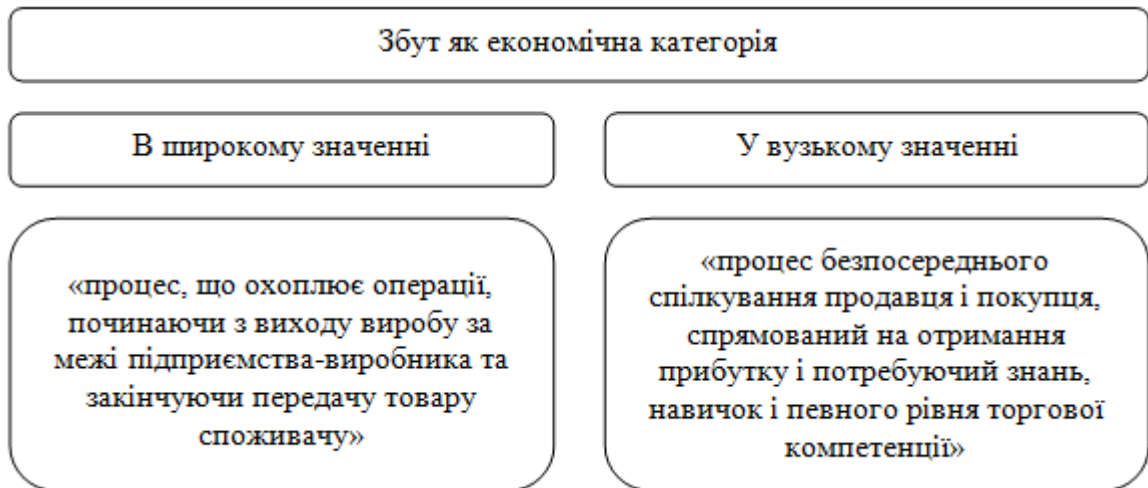 Збут як економічна категорія
В широкому значенні
У вузькому значенні
«процес, що охоплює операції,
починаючи з виходу виробу за
межі підприємства-виробника та
закінчуючи передачу товару
споживачу»
«процес безпосереднього
спілкування продавця і покупця,
спрямований на отримання
прибутку і потребуючий знань,
навичок і певного рівня торгової
компетенції»